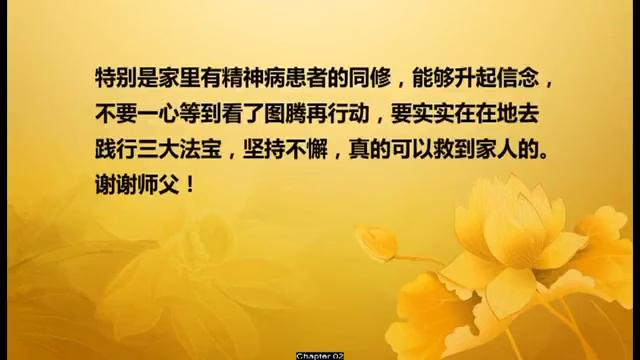 特别是家里有精神病患者的同修，能够升起信念，
不要一心等到看了图腾再行动，要实实在在地去
践行三大法宝，坚持不懈，真的可以救到家人的。
谢谢师父！
Chapter 02